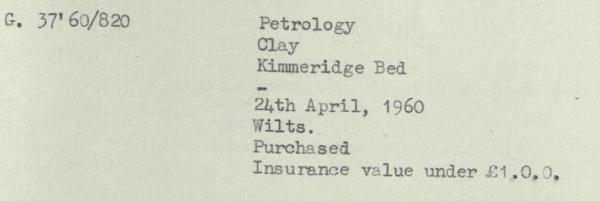 G. 37'60/820 Petrology
Clay
Kimmeridge Bed
-
24th April, 1960
Wilts.
Purchased
Insurance value under £1.0.0.